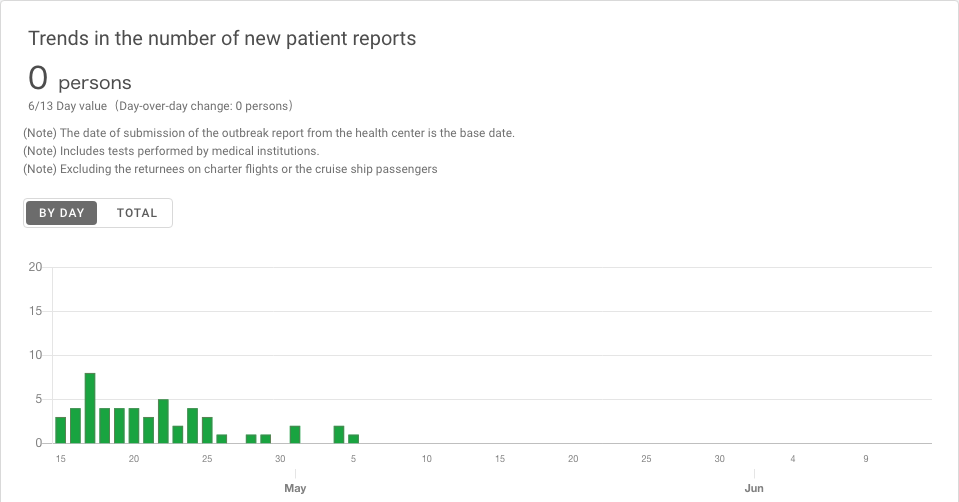 Trends in the number of new patient reports
0 persons
6/13 Day value（Day-over-day change: 0 persons）
(Note) The date of submission of the outbreak report from the health center is the base date.
(Note) Includes tests performed by medical institutions.
(Note) Excluding the returnees on charter flights or the cruise ship passengers
BY DAY TOTAL
20
15
10
5
0
15 20 25 30 5 10 15 20 25 30 4 9
May Jun